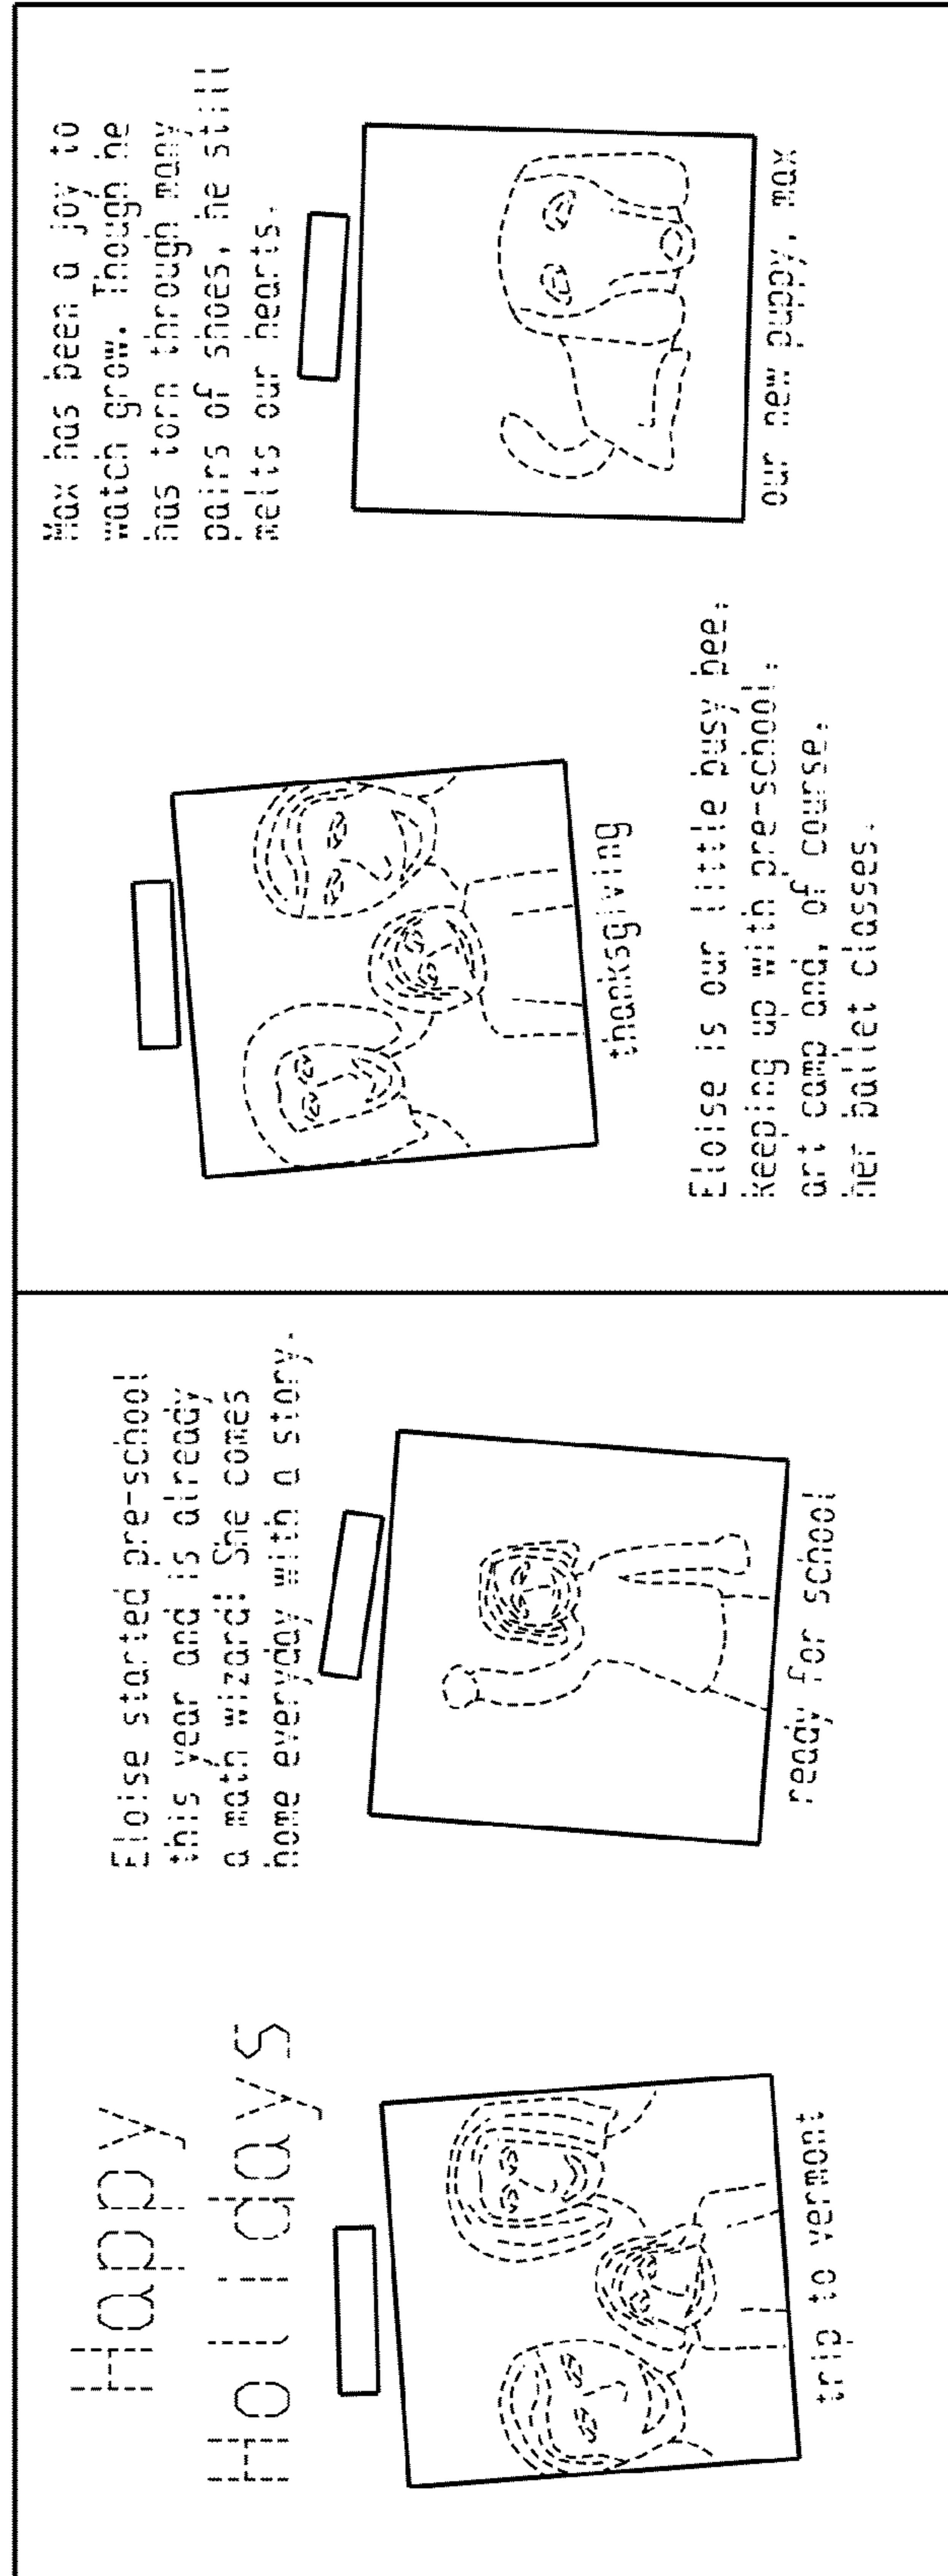 Happy
Holidays
trip to vermont
Eloise started pre-school
this year and is already
a math wizard! She comes
home everyday with a story.
ready for school
thanksgiving
Eloise is our little busy bee,
keeping up with pre-school,
art camp and, of course,
her ballet classes.
Max has been a joy to
watch grow. Though he
has torn through many
pairs of shoes, he still
melts our hearts.
our new puppy, max